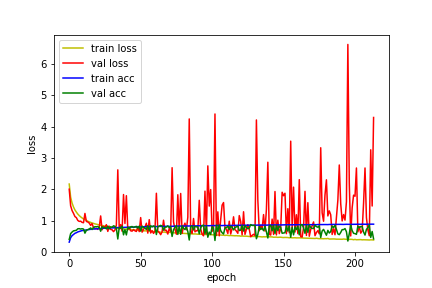 train loss
val loss
train acc
val acc
6
5
4
3
2
1
0
loss
0 50 100 150 200
epoch